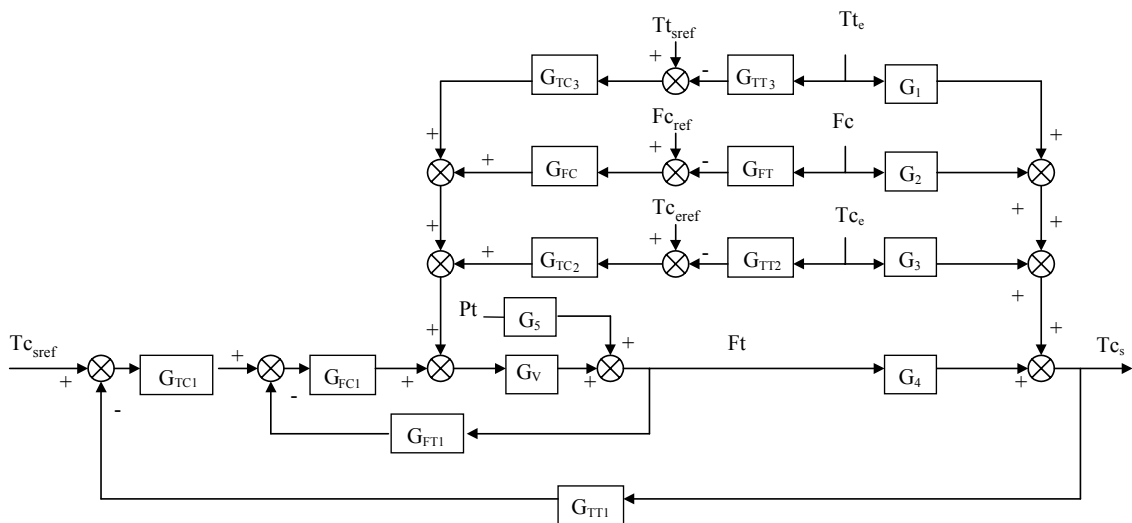 Tt_sref Tt_e
+ -
G_TC3 G_TT3 G_1
Fc_ref Fc
+ +
+ + - 
G_FC G_FT G_2
Tc_eref Tc_e
+ +
+ + + -
G_TC2 G_TT2 G_3
+
Pt G_5
+ + +
Tc_sref Ft Tc_s
+ G_TC1 + G_FC1 + G_V + G_4 +
- -
G_FT1
G_TT1